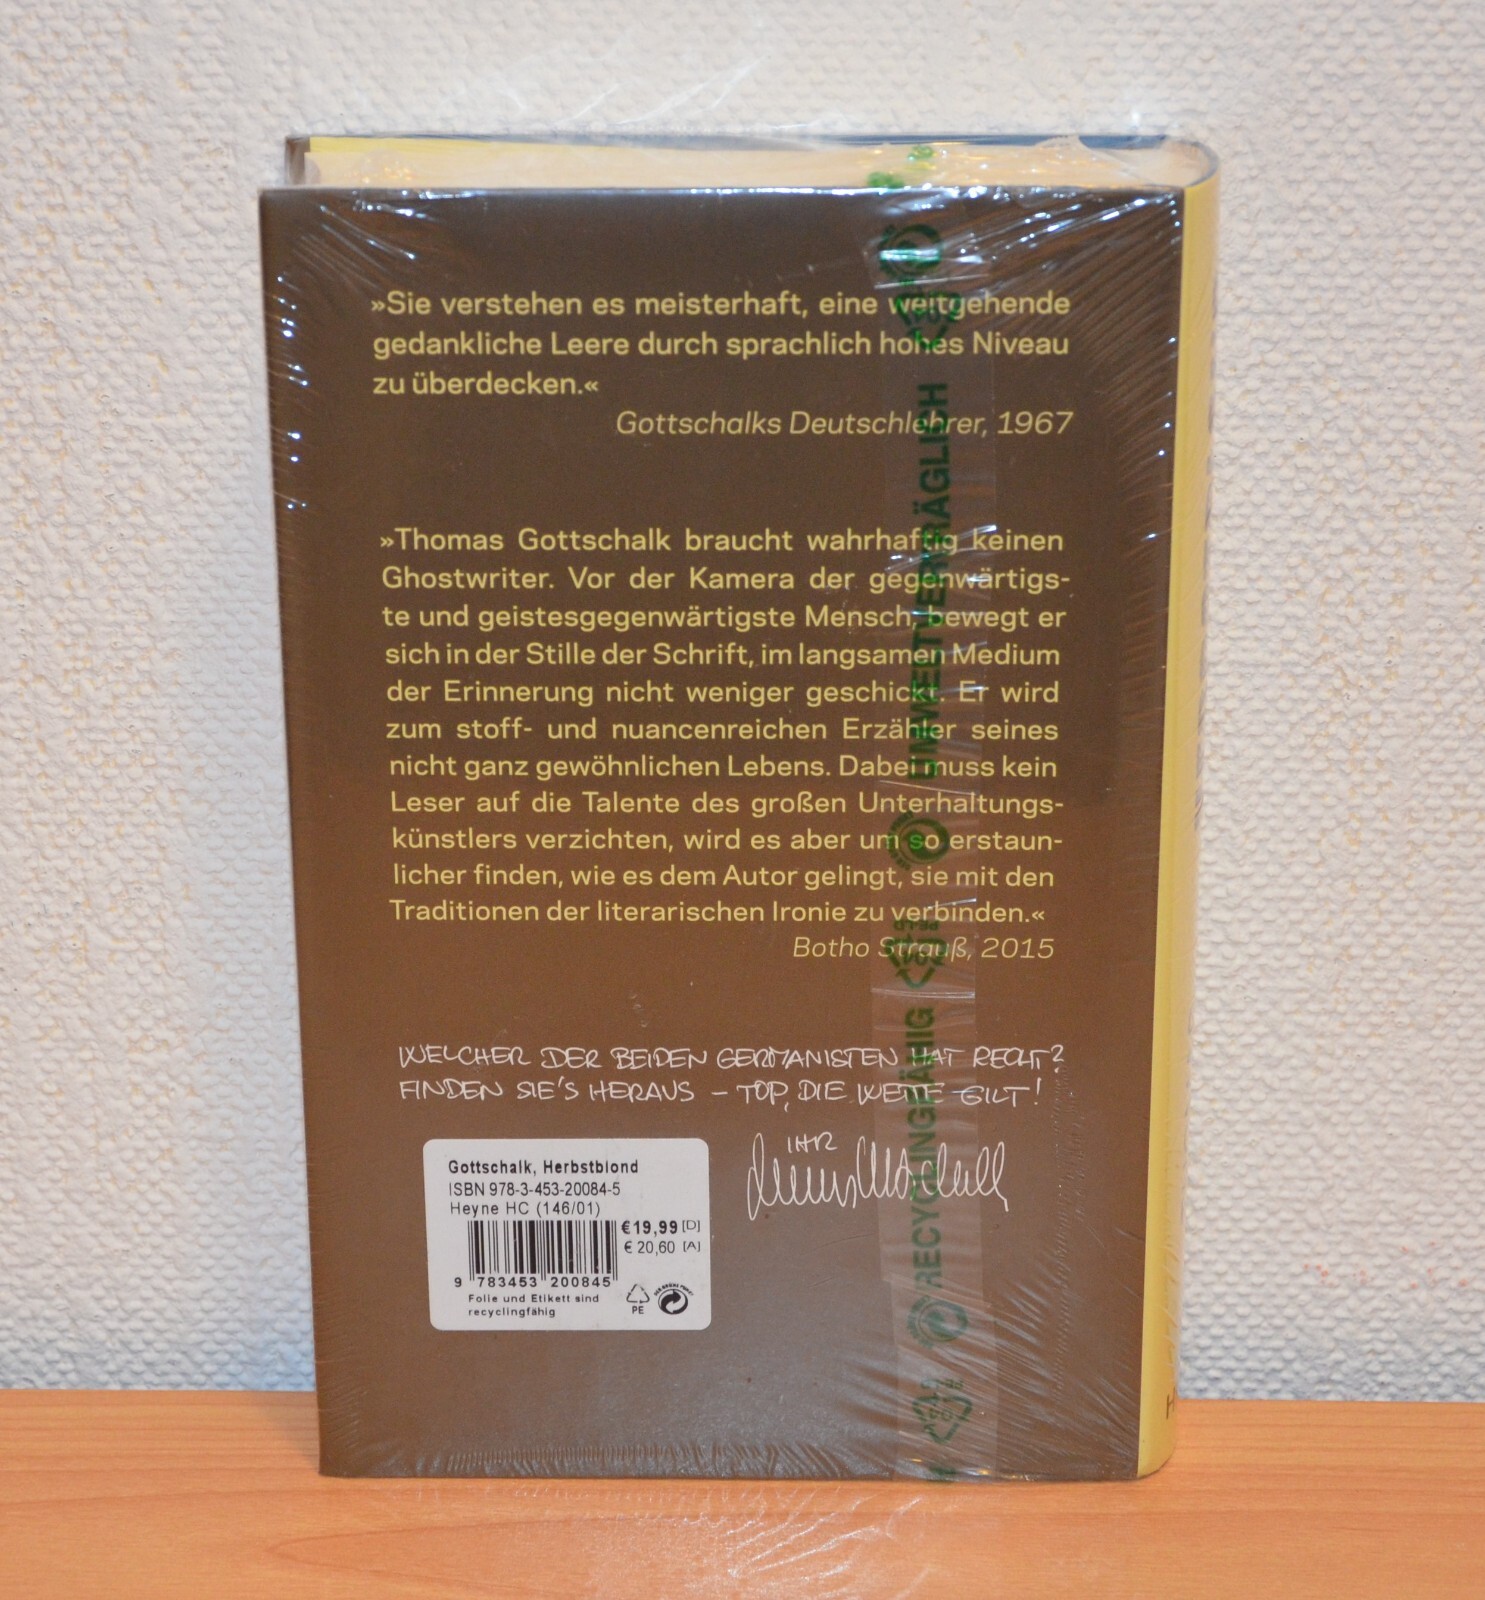 »Sie verstehen es meisterhaft, eine weitgehende
gedankliche Leere durch sprachlich hohes Niveau
zu überdecken.«
Gottschalks Deutschlehrer, 1967
»Thomas Gottschalk braucht wahrhaftig keinen
Ghostwriter. Vor der Kamera der gegenwärtigs-
te und geistesgegenwärtigste Mensch, bewegt er
sich in der Stille der Schrift, im langsamen Medium
der Erinnerung nicht weniger geschickt. Er wird
zum stoff- und nuancenreichen Erzähler seines
nicht ganz gewöhnlichen Lebens. Dabei muss kein
Leser auf die Talente des großen Unterhaltungs-
künstlers verzichten, wird es aber um so erstaun-
licher finden, wie es dem Autor gelingt, sie mit den
Traditionen der literarischen Ironie zu verbinden.«
Botho Strauß, 2015
WELCHER DER BEIDEN GERMANISTEN HAT RECHT?
FINDEN SIE'S HERAUS – TOP, DIE WETTE GILT!
IHR
Gottschalk, Herbstblond
ISBN 978-3-453-20084-5
Heyne HC (146/01)
€ 19,99 [D]
€ 20,60 [A]
9 783453 200845
Folie und Etikett sind
recyclingfähig
PE
UMWELTVERTRÄGLICH
RECYCLINGFÄHIG